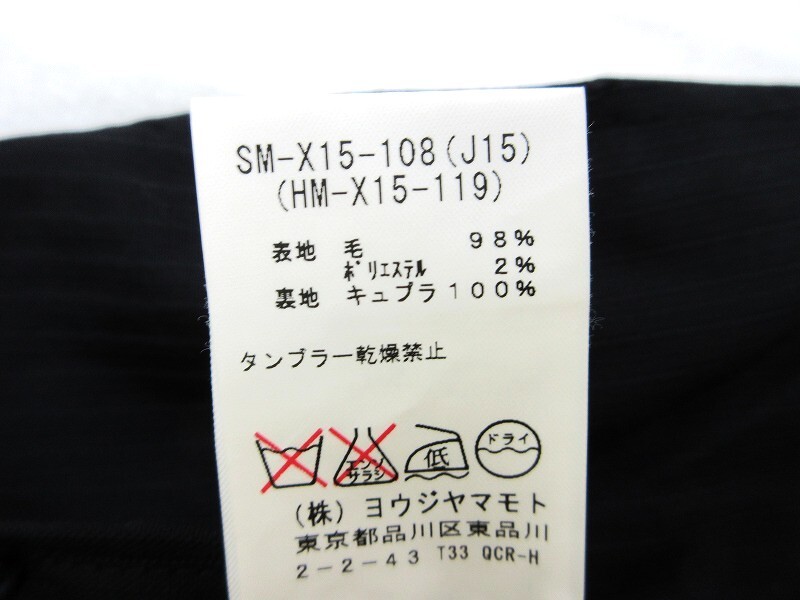 SM-X15-108(J15)
(HM-X15-119)
表地 毛 98%
ポリエステル 2%
裏地 キュプラ 100%
タンブラー乾燥禁止
エンソ
サラシ
低
ドライ
(株) ヨウジヤマモト
東京都品川区東品川
2-2-43 T33 QCR-H